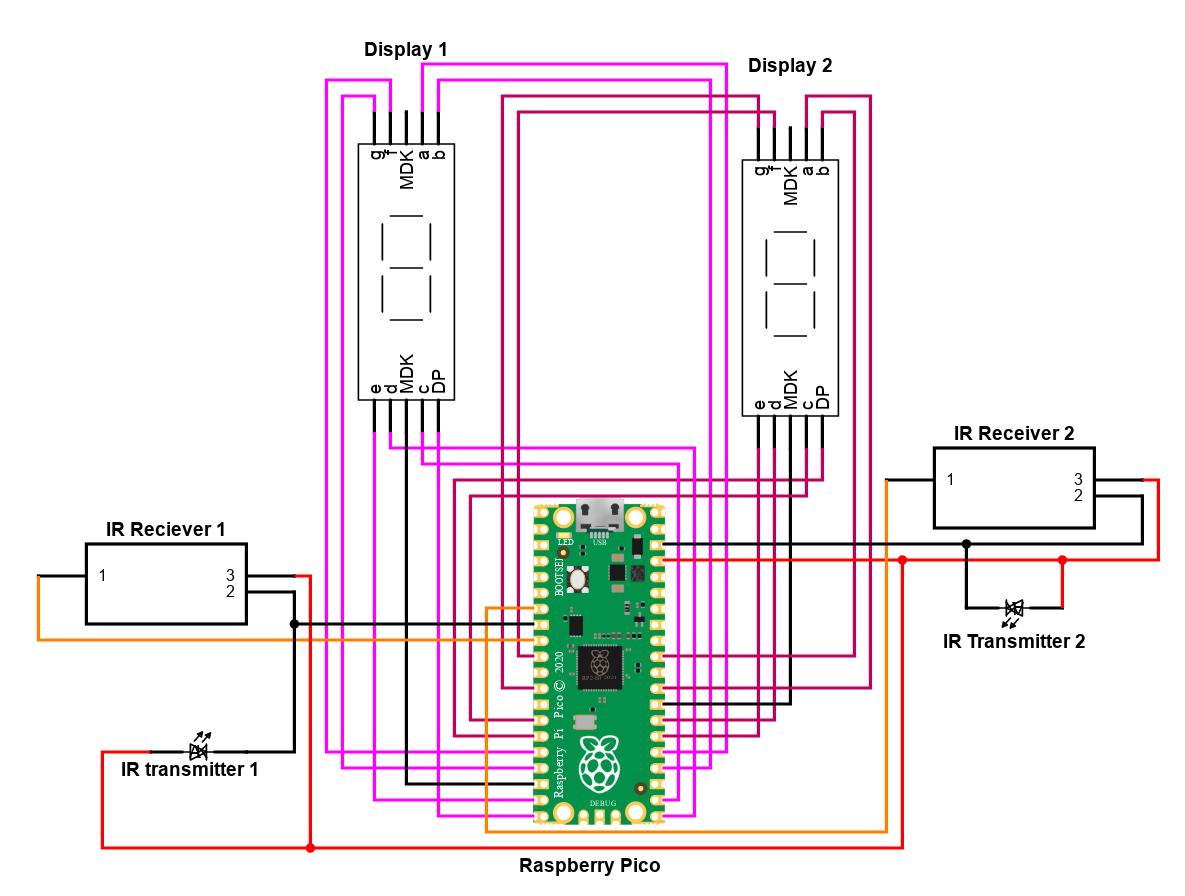 Display 1
Display 2
g
f
MDK
a
b
g
f
MDK
a
b
e
d
MDK
c
DP
e
d
MDK
c
DP
IR Receiver 2
1
3
2
IR Reciever 1
1
3
2
LED
USB
BOOTSEL
IR Transmitter 2
Raspberry Pi Pico © 2020
IR transmitter 1
DEBUG
Raspberry Pico